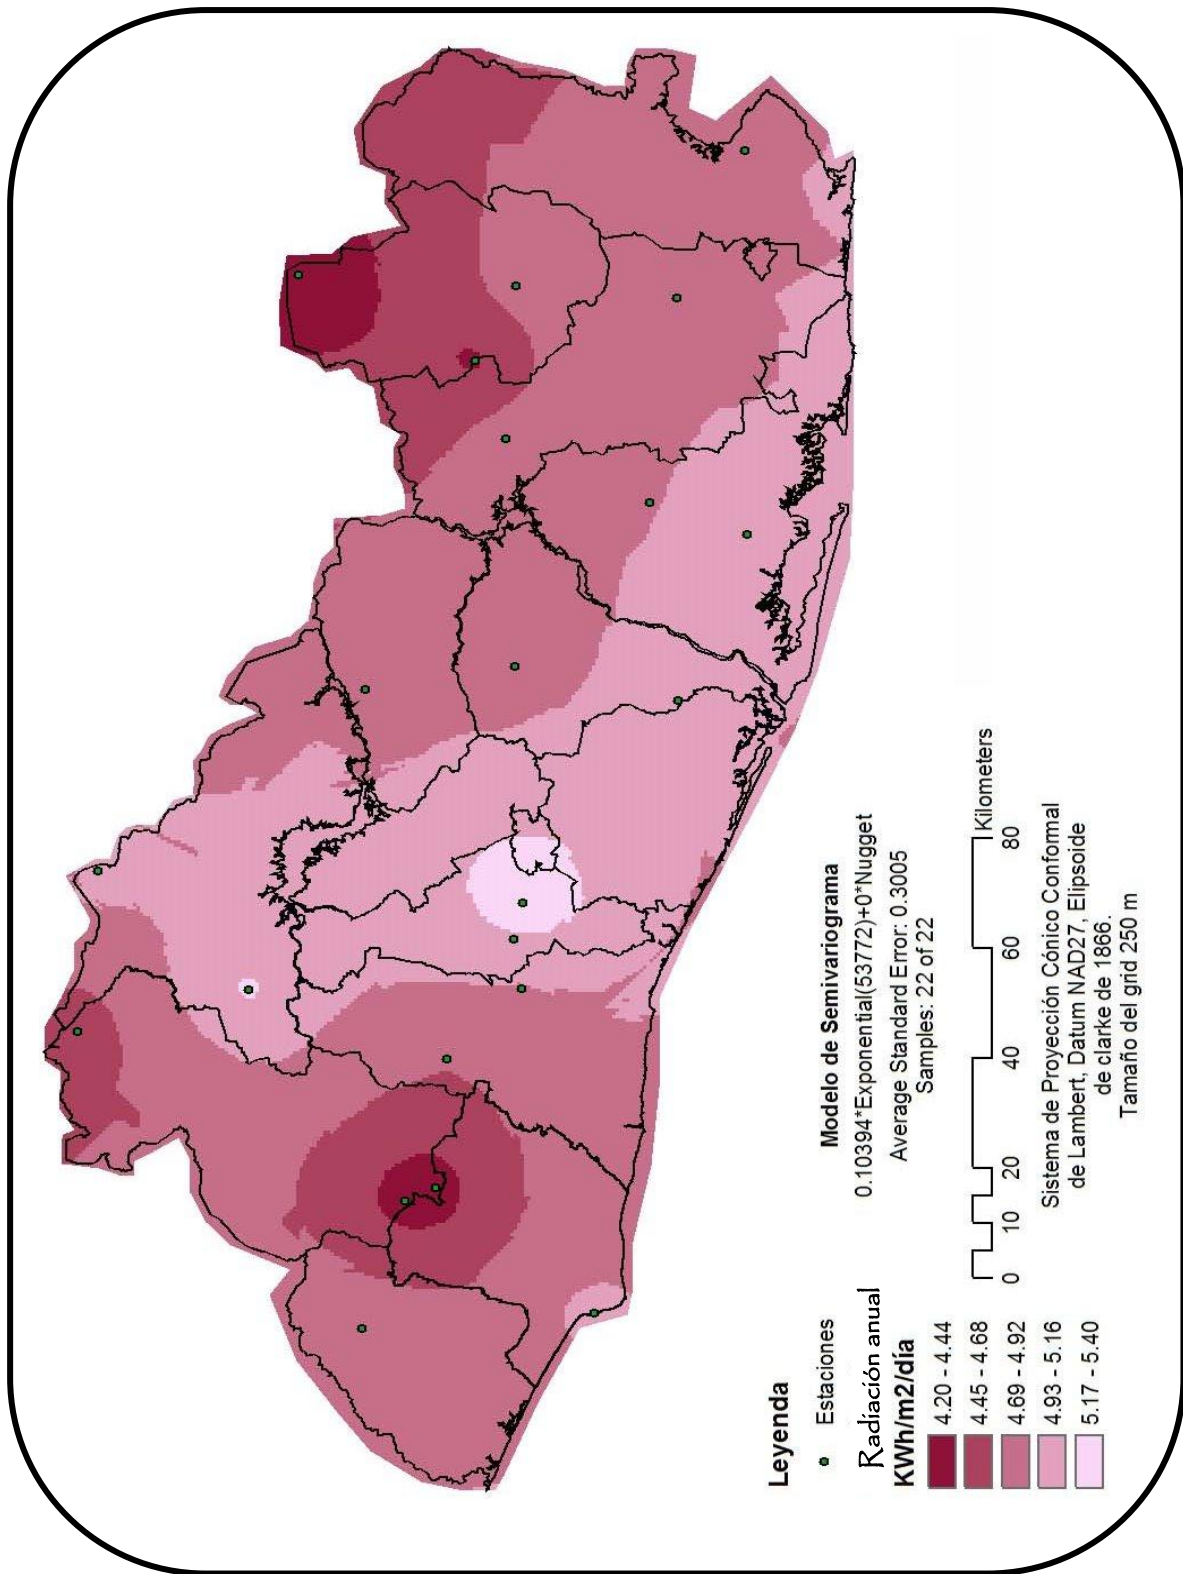 Leyenda
Estaciones
Radiación anual
KWh/m2/día
4.20 - 4.44
4.45 - 4.68
4.69 - 4.92
4.93 - 5.16
5.17 - 5.40
Modelo de Semivariograma
0.10394*Exponential(53772)+0*Nugget
Average Standard Error: 0.3005
Samples: 22 of 22
Kilometers
0 10 20 40 60 80
Sistema de Proyección Cónico Confomal
de Lambert, Datum NAD27, Elipsoide
de clarke de 1866.
Tamaño del grid 250 m